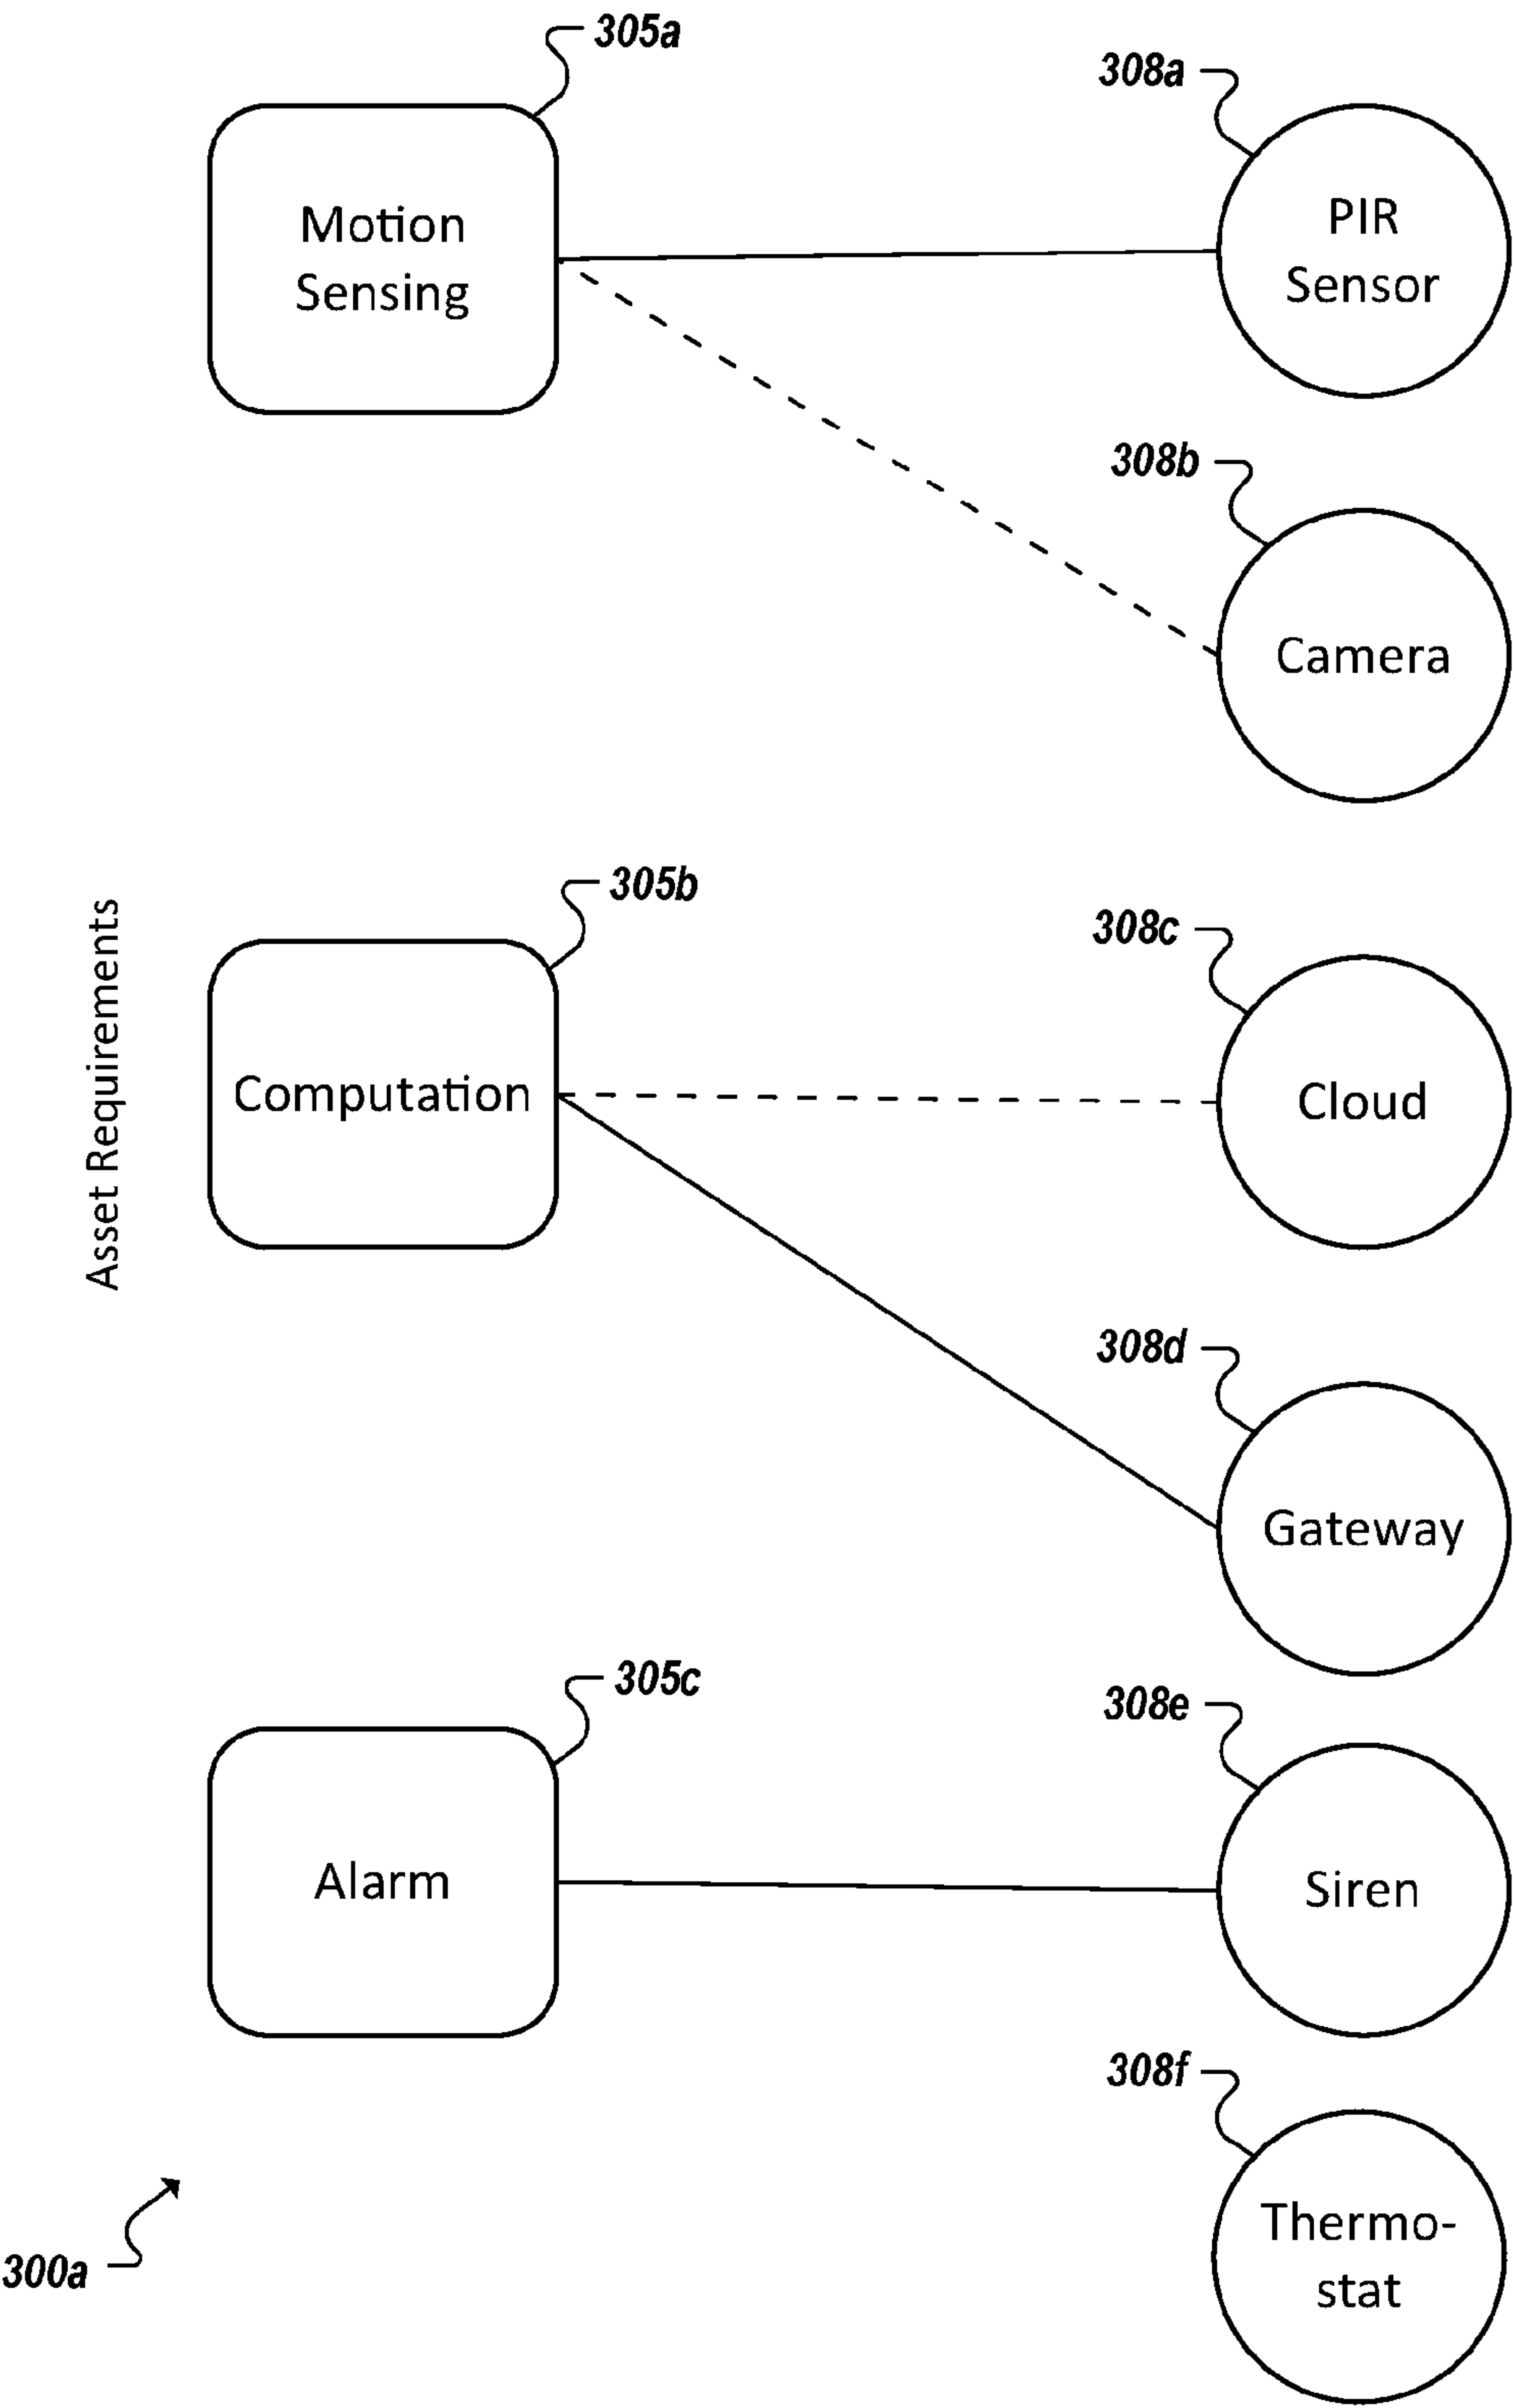 305a
308a
Motion
Sensing
PIR
Sensor
308b
Camera
Asset Requirements
305b
308c
Computation
Cloud
308d
Gateway
305c
308e
Alarm
Siren
308f
300a
Thermo-
stat